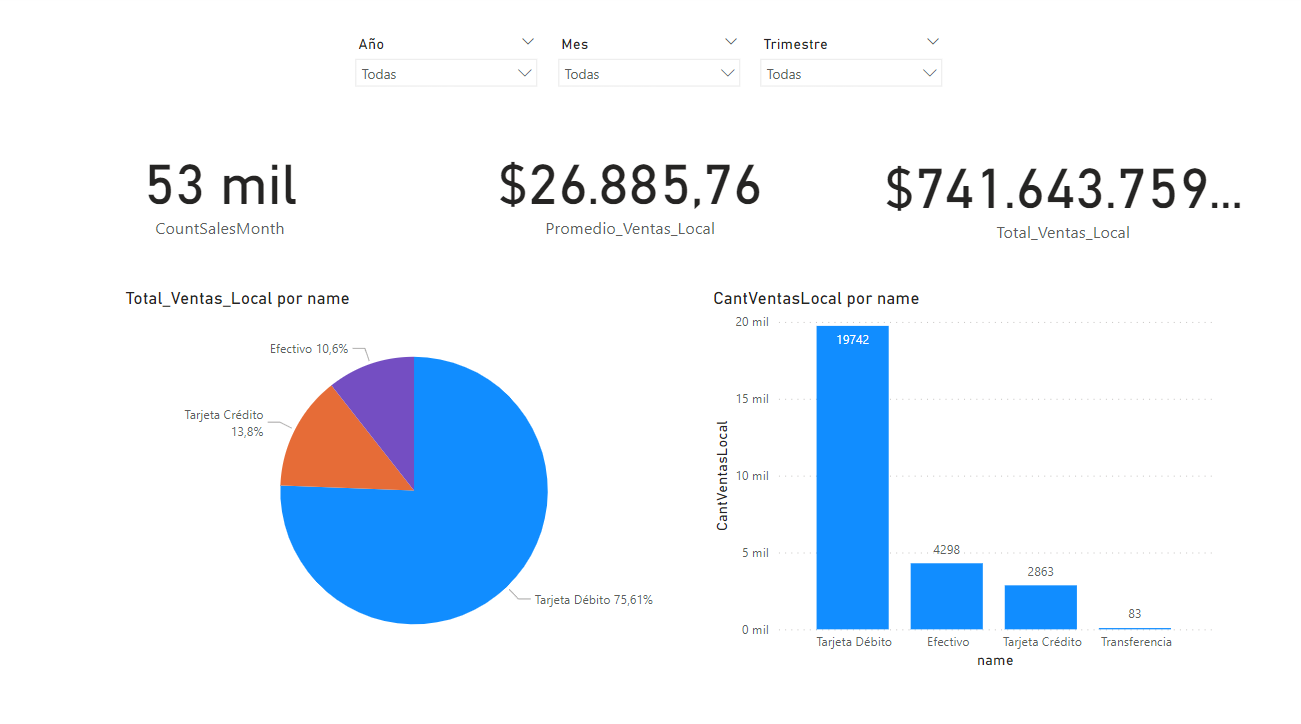 Año
Mes
Trimestre
Todas
Todas
Todas
53 mil
CountSalesMonth
$26.885,76
Promedio_Ventas_Local
$741.643.759...
Total_Ventas_Local
Total_Ventas_Local por name
Efectivo 10,6%
Tarjeta Crédito
13,8%
Tarjeta Débito 75,61%
CantVentasLocal por name
CantVentasLocal
20 mil
15 mil
10 mil
5 mil
0 mil
19742
4298
2863
83
Tarjeta Débito
Efectivo
Tarjeta Crédito
Transferencia
name